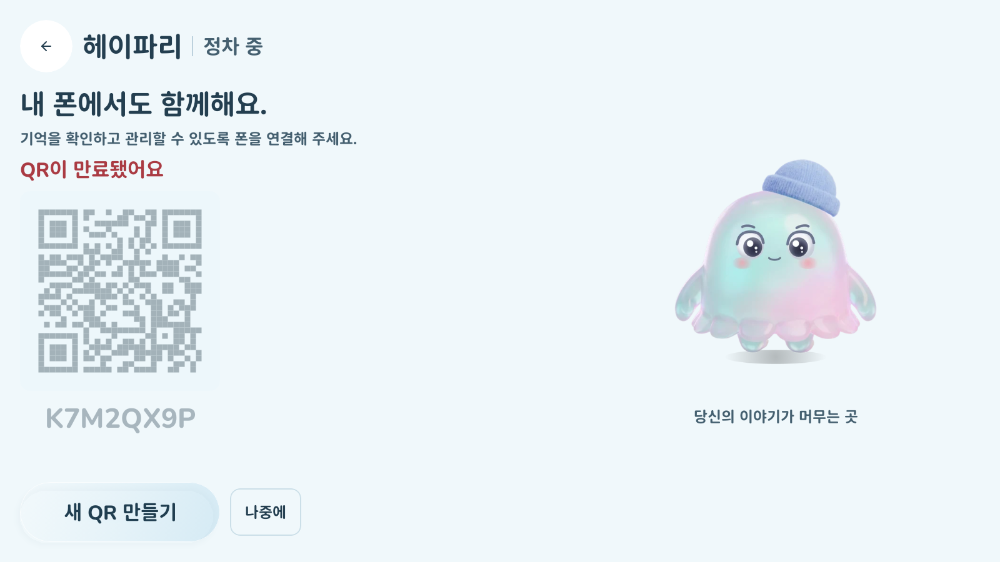 헤이파리 | 정차 중
내 폰에서도 함께해요.
기억을 확인하고 관리할 수 있도록 폰을 연결해 주세요.
QR이 만료됐어요
K7M2QX9P
당신의 이야기가 머무는 곳
새 QR 만들기
나중에